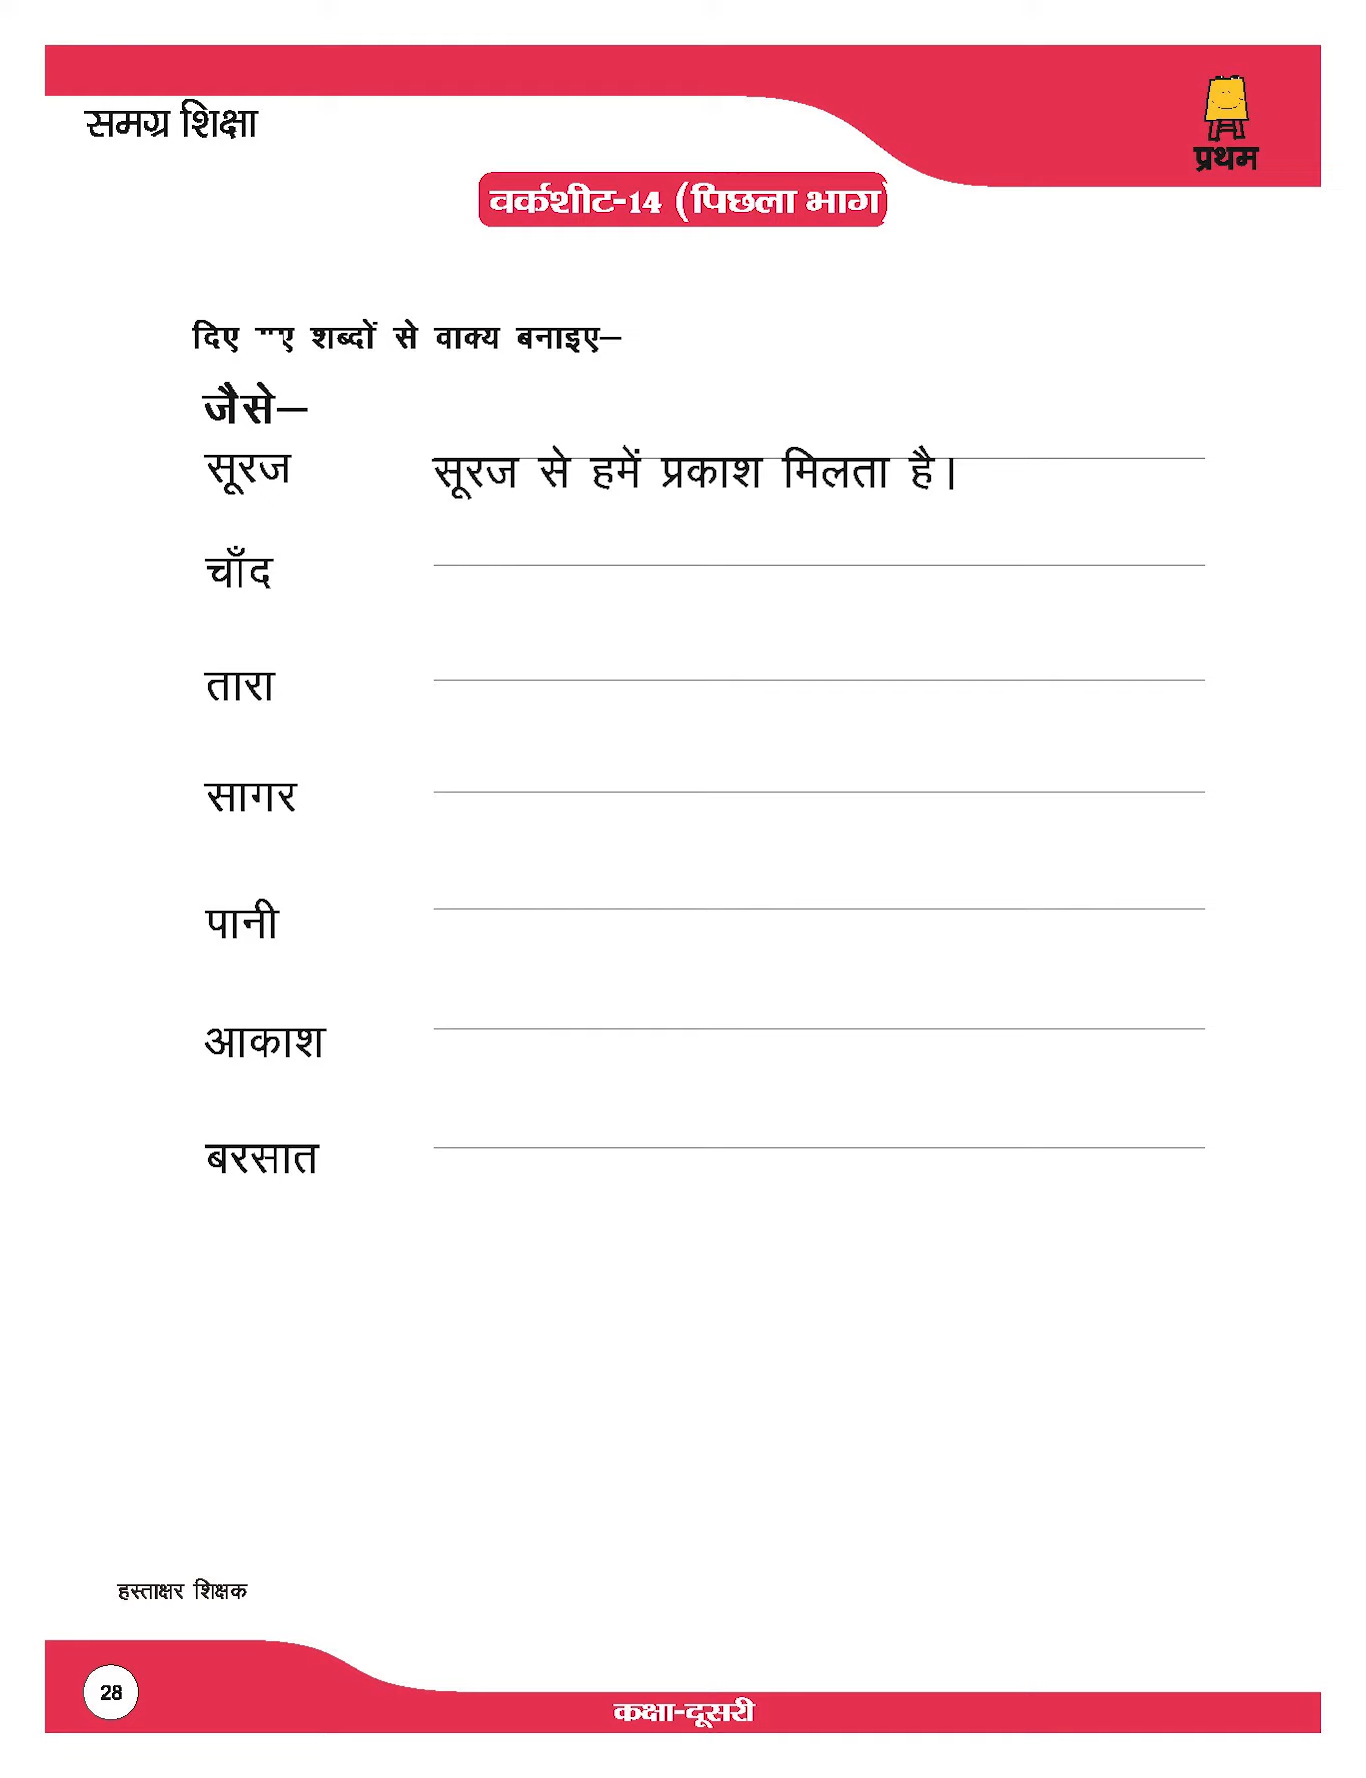 समग्र शिक्षा
प्रथम
वर्कशीट-14 (पिछला भाग)
दिए शब्दों से वाक्य बनाइए–
जैसे–
सूरज सूरज से हमें प्रकाश मिलता है।
चाँद
तारा
सागर
पानी
आकाश
बरसात
हस्ताक्षर शिक्षक
28
कक्षा-दूसरी